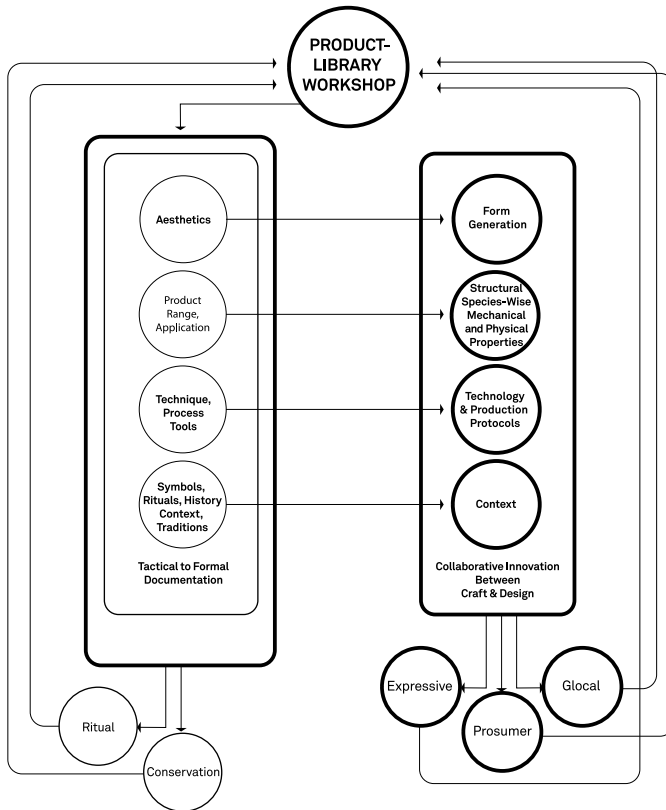 PRODUCT-
LIBRARY
WORKSHOP
Aesthetics
Product
Range,
Application
Technique,
Process
Tools
Symbols,
Rituals, History
Context,
Traditions
Tactical to Formal
Documentation
Form
Generation
Structural
Species-Wise
Mechanical
and Physical
Properties
Technology
& Production
Protocols
Context
Collaborative Innovation
Between
Craft & Design
Ritual
Conservation
Expressive
Prosumer
Glocal